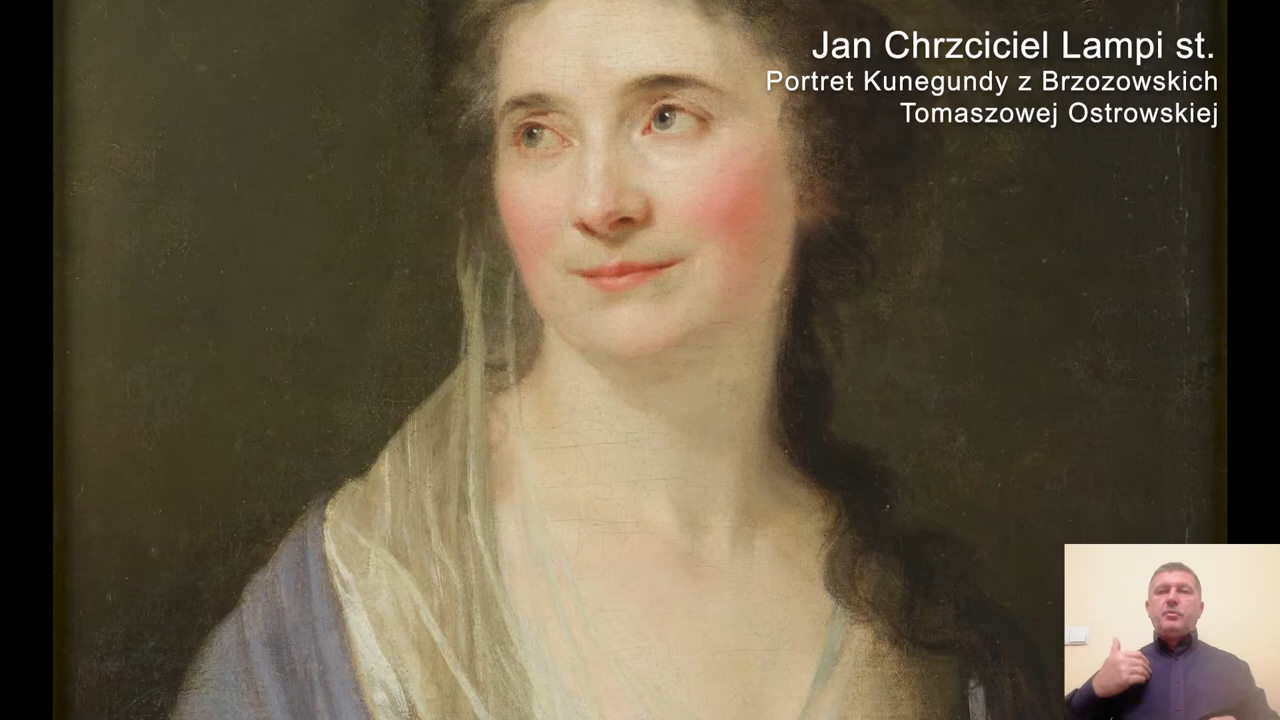 Jan Chrzciciel Lampi st.
Portret Kunegundy z Brzozowskich
Tomaszowej Ostrowskiej